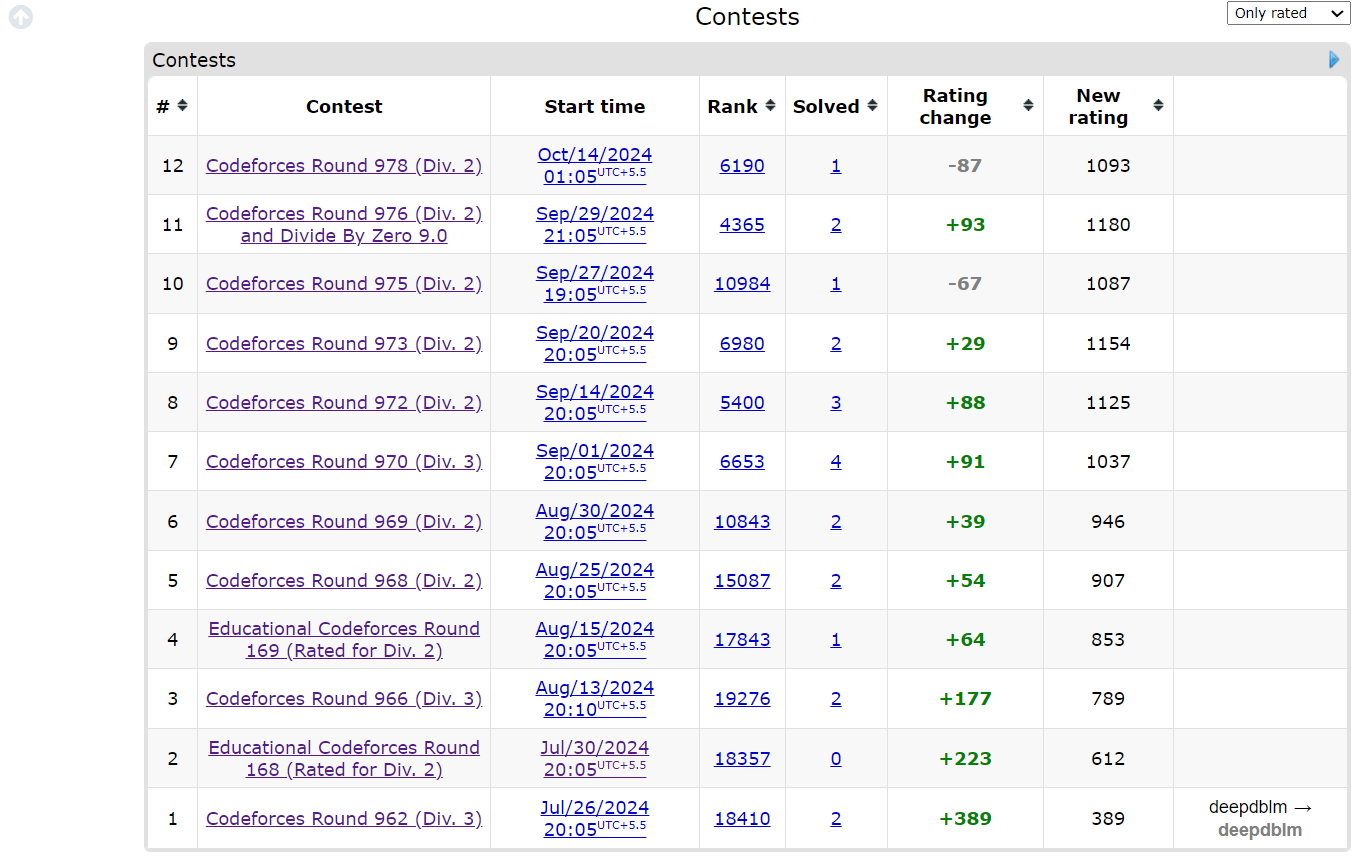 Contests
Only rated
Contests
# Contest Start time Rank Solved Rating change New rating
12 Codeforces Round 978 (Div. 2) Oct/14/2024 01:05 UTC+5.5 6190 1 -87 1093
11 Codeforces Round 976 (Div. 2) and Divide By Zero 9.0 Sep/29/2024 21:05 UTC+5.5 4365 2 +93 1180
10 Codeforces Round 975 (Div. 2) Sep/27/2024 19:05 UTC+5.5 10984 1 -67 1087
9 Codeforces Round 973 (Div. 2) Sep/20/2024 20:05 UTC+5.5 6980 2 +29 1154
8 Codeforces Round 972 (Div. 2) Sep/14/2024 20:05 UTC+5.5 5400 3 +88 1125
7 Codeforces Round 970 (Div. 3) Sep/01/2024 20:05 UTC+5.5 6653 4 +91 1037
6 Codeforces Round 969 (Div. 2) Aug/30/2024 20:05 UTC+5.5 10843 2 +39 946
5 Codeforces Round 968 (Div. 2) Aug/25/2024 20:05 UTC+5.5 15087 2 +54 907
4 Educational Codeforces Round 169 (Rated for Div. 2) Aug/15/2024 20:05 UTC+5.5 17843 1 +64 853
3 Codeforces Round 966 (Div. 3) Aug/13/2024 20:10 UTC+5.5 19276 2 +177 789
2 Educational Codeforces Round 168 (Rated for Div. 2) Jul/30/2024 20:05 UTC+5.5 18357 0 +223 612
1 Codeforces Round 962 (Div. 3) Jul/26/2024 20:05 UTC+5.5 18410 2 +389 389 deepdblm → deepdblm